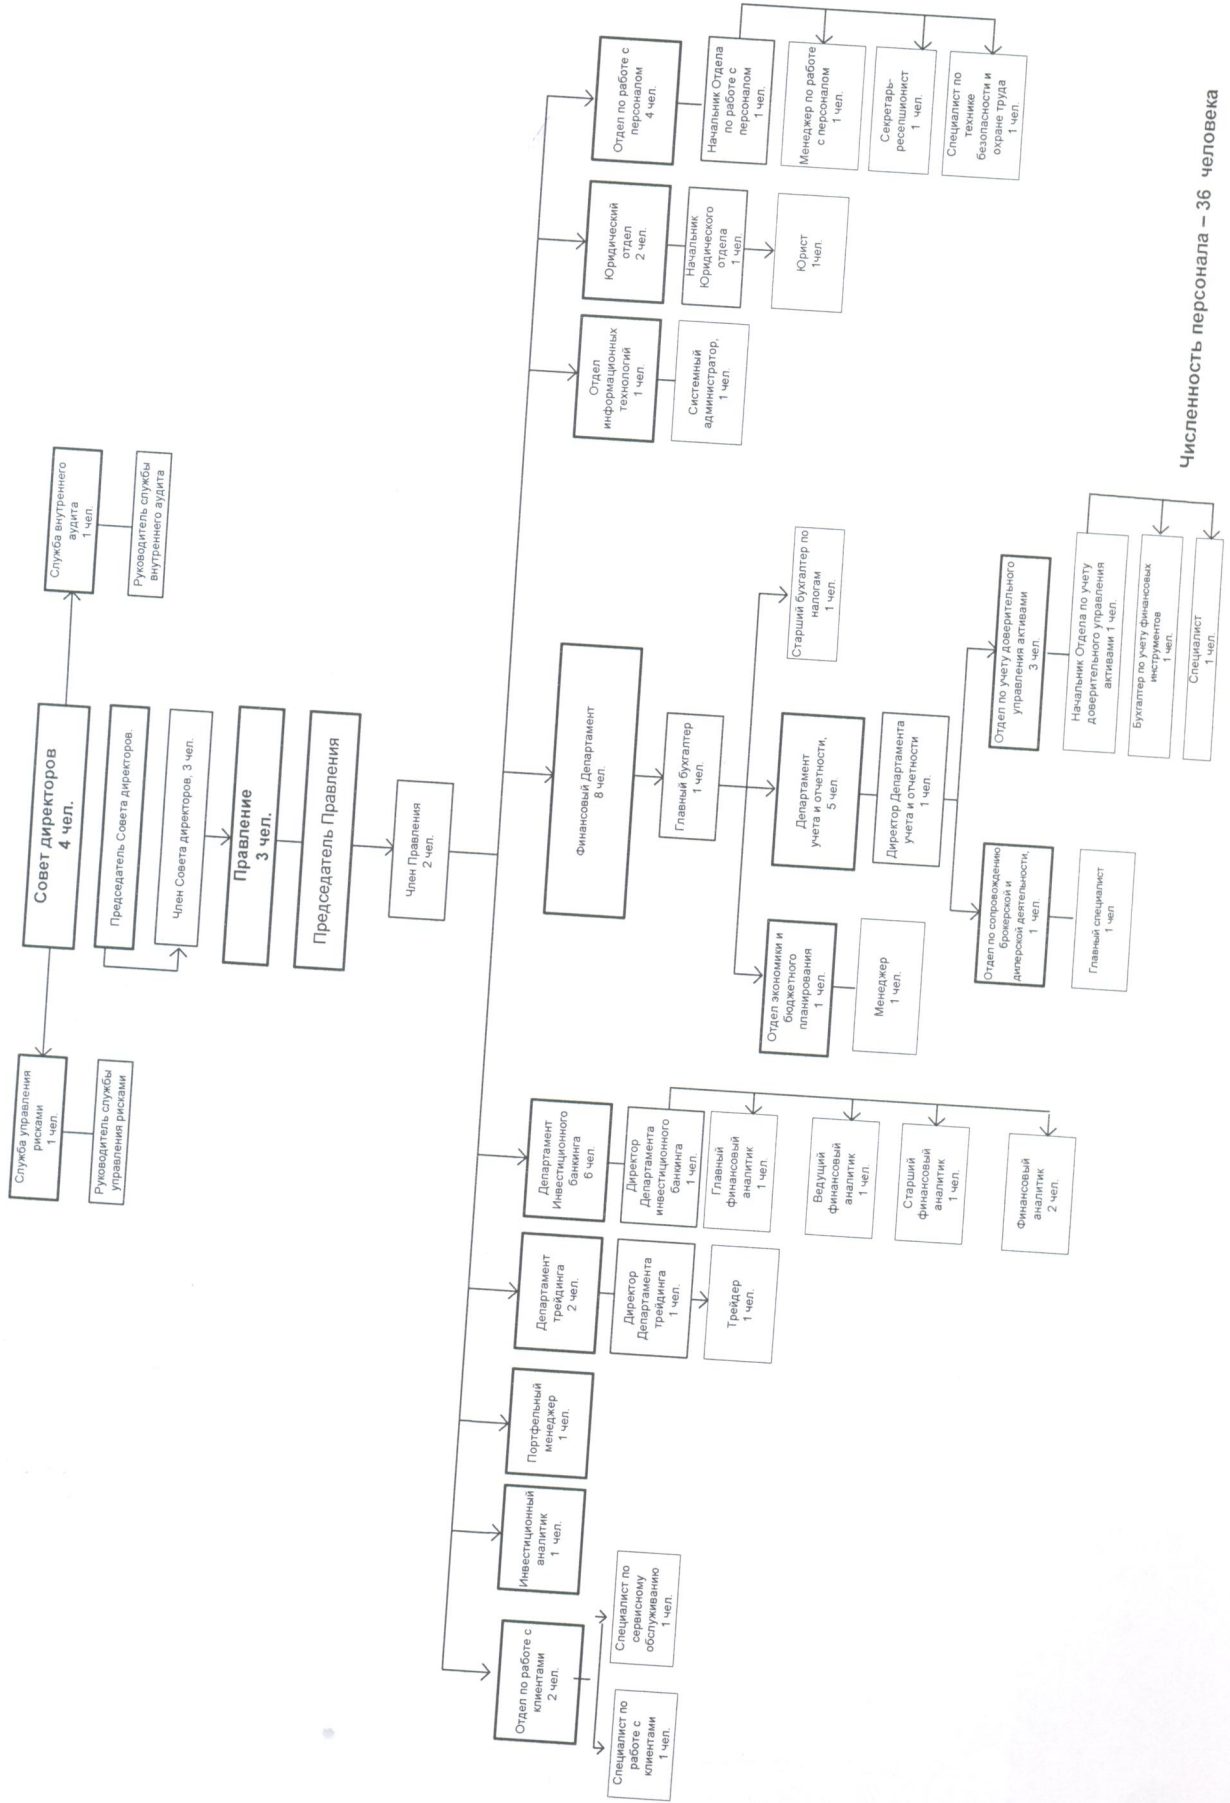 Совет директоров
4 чел.
Служба управления
рисками
1 чел.
Руководитель службы
управления рисками
Служба внутреннего
аудита
1 чел.
Руководитель службы
внутреннего аудита
Председатель Совета директоров.
Член Совета директоров, 3 чел.
Правление
3 чел.
Председатель Правления
Член Правления
2 чел.
Отдел по работе с
клиентами
2 чел.
Специалист по
работе с
клиентами
1 чел.
Специалист по
сервисному
обслуживанию
1 чел.
Инвестиционный
аналитик
1 чел.
Портфельный
менеджер
1 чел.
Департамент
трейдинга
2 чел.
Директор
Департамента
трейдинга
1 чел.
Трейдер
1 чел.
Департамент
Инвестиционного
банкинга
6 чел.
Директор
Департамента
инвестиционного
банкинга
1 чел.
Главный
финансовый
аналитик
1 чел.
Ведущий
финансовый
аналитик
1 чел.
Старший
финансовый
аналитик
1 чел.
Финансовый
аналитик
2 чел.
Финансовый Департамент
8 чел.
Главный бухгалтер
1 чел.
Отдел экономики и
бюджетного
планирования
1 чел.
Менеджер
1 чел.
Департамент
учета и отчетности,
5 чел.
Старший бухгалтер по
налогам
1 чел.
Директор Департамента
учета и отчетности
1 чел.
Отдел по сопровождению
брокерской и
дилерской деятельности,
1 чел.
Главный специалист
1 чел
Отдел по учету доверительного
управления активами
3 чел.
Начальник Отдела по учету
доверительного управления
активами 1 чел.
Бухгалтер по учету финансовых
инструментов
1 чел.
Специалист
1 чел.
Отдел
информационных
технологий
1 чел.
Системный
администратор,
1 чел.
Юридический
отдел
2 чел.
Начальник
Юридического
отдела
1 чел.
Юрист
1чел.
Отдел по работе с
персоналом
4 чел.
Начальник Отдела
по работе с
персоналом
1 чел.
Менеджер по работе
с персоналом
1 чел.
Секретарь-
ресепшионист
1 чел.
Специалист по
технике
безопасности и
охране труда
1 чел.
Численность персонала – 36 человека